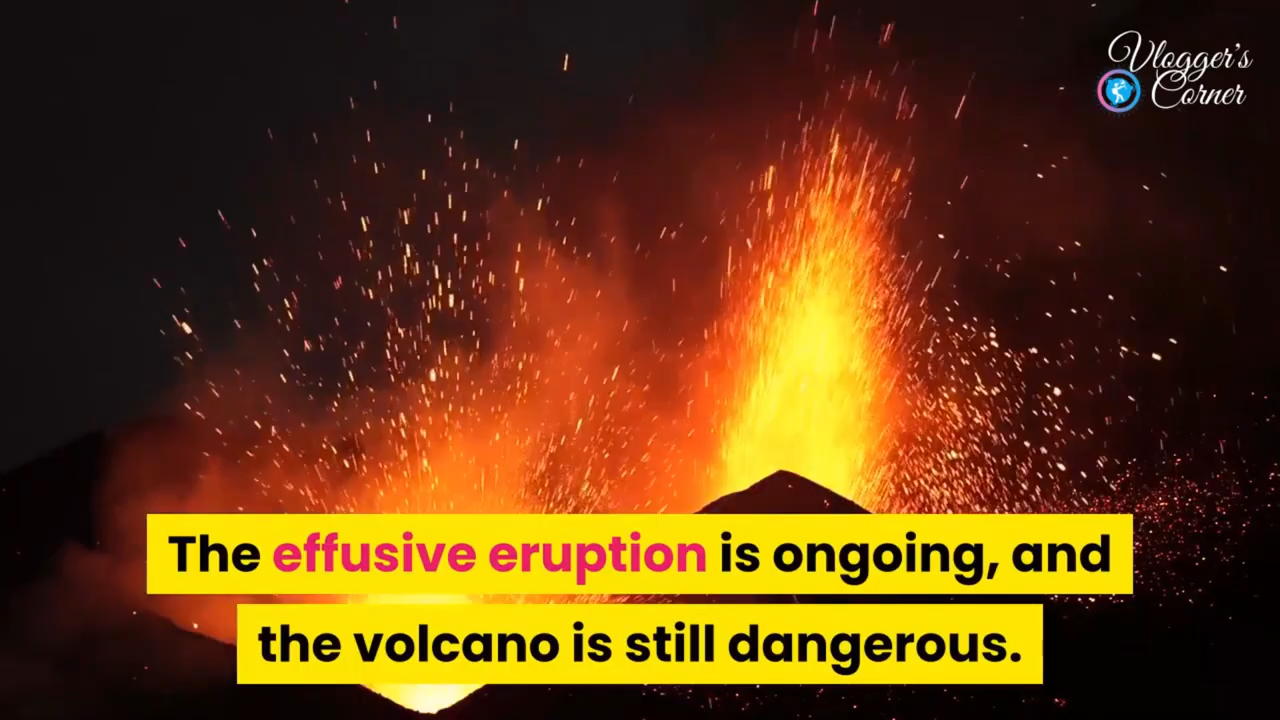 Vlogger's
Corner
The effusive eruption is ongoing, and
the volcano is still dangerous.